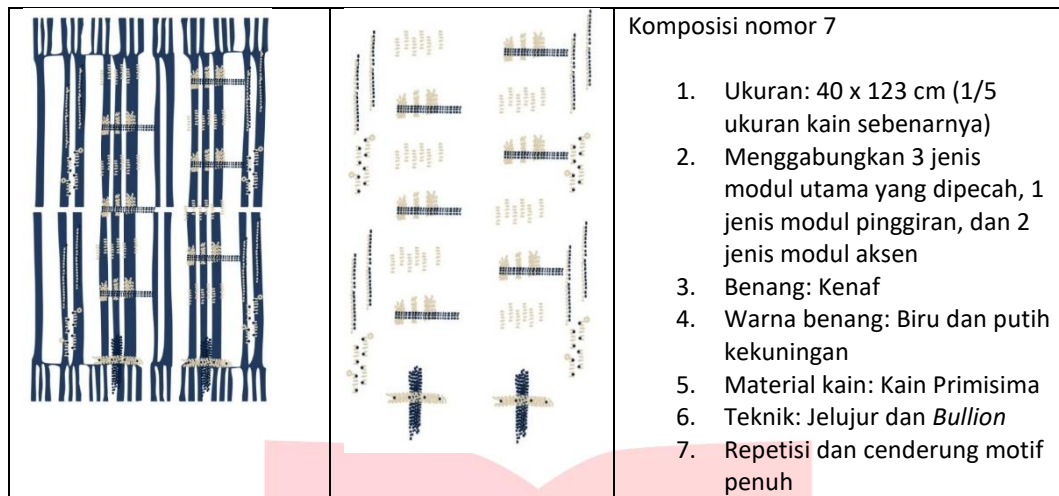 Komposisi nomor 7
1. Ukuran: 40 x 123 cm (1/5
ukuran kain sebenarnya)
2. Menggabungkan 3 jenis
modul utama yang dipecah, 1
jenis modul pinggiran, dan 2
jenis modul aksen
3. Benang: Kenaf
4. Warna benang: Biru dan putih
kekuningan
5. Material kain: Kain Primisima
6. Teknik: Jelujur dan Bullion
7. Repetisi dan cenderung motif
penuh